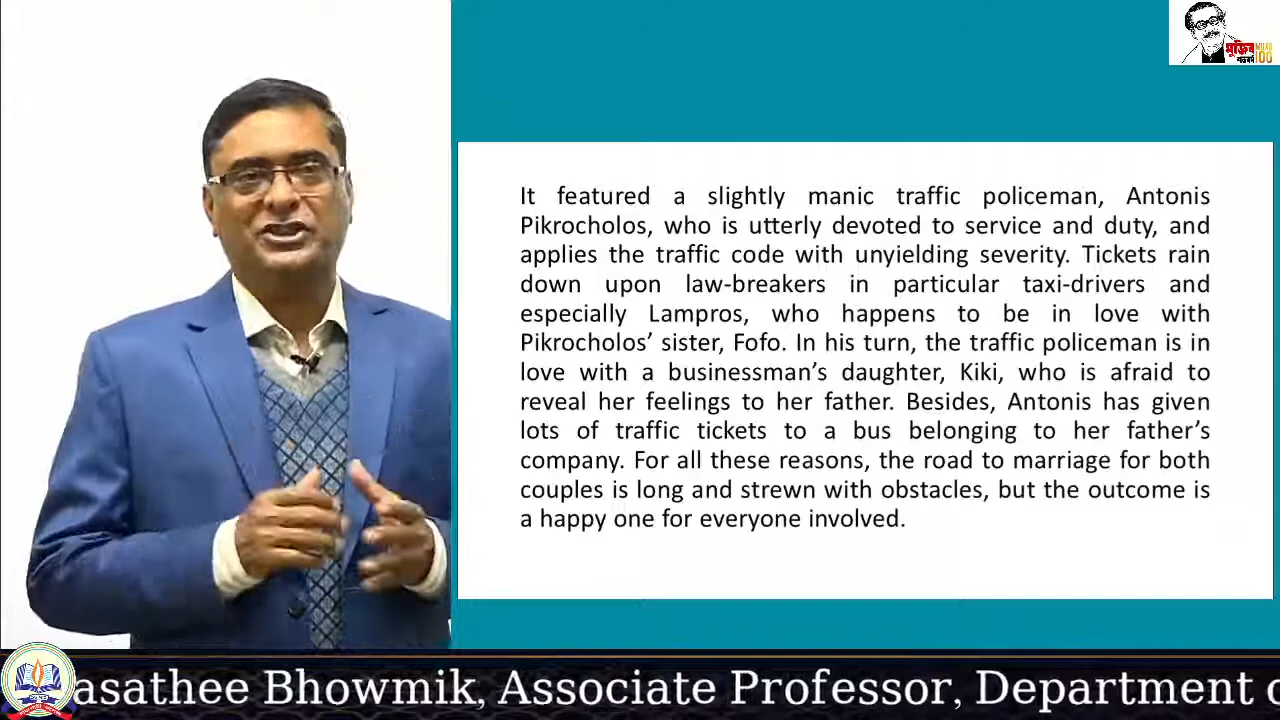 মুজিব
শতবর্ষ
MUJIB
100
It featured a slightly manic traffic policeman, Antonis
Pikrocholos, who is utterly devoted to service and duty, and
applies the traffic code with unyielding severity. Tickets rain
down upon law-breakers in particular taxi-drivers and
especially Lampros, who happens to be in love with
Pikrocholos’ sister, Fofo. In his turn, the traffic policeman is in
love with a businessman’s daughter, Kiki, who is afraid to
reveal her feelings to her father. Besides, Antonis has given
lots of traffic tickets to a bus belonging to her father’s
company. For all these reasons, the road to marriage for both
couples is long and strewn with obstacles, but the outcome is
a happy one for everyone involved.
asathee Bhowmik, Associate Professor, Department